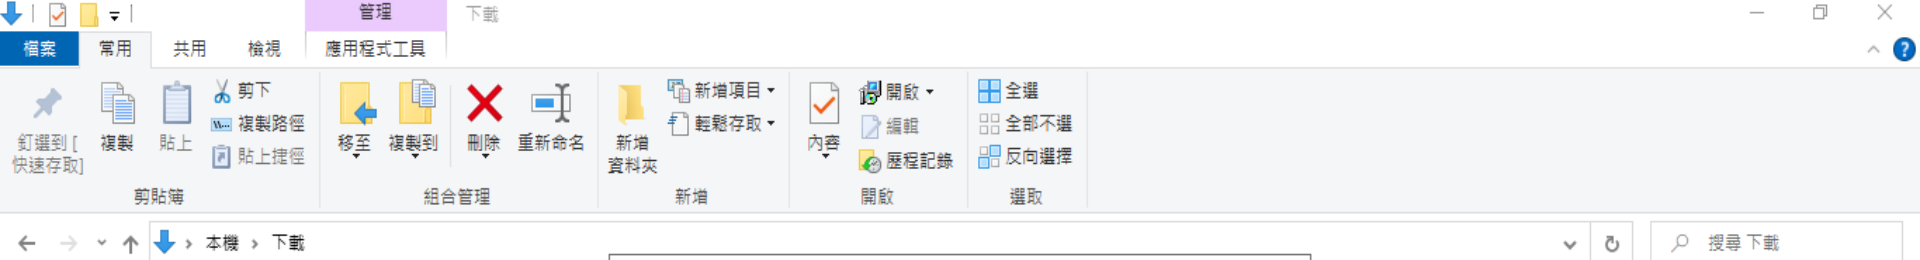 管理
下載
檔案
常用
共用
檢視
應用程式工具
釘選到 [
快速存取]
複製
貼上
剪下
複製路徑
貼上捷徑
剪貼簿
移至
複製到
刪除
重新命名
組合管理
新增
資料夾
新增項目
輕鬆存取
新增
內容
開啟
編輯
歷程記錄
開啟
全選
全部不選
反向選擇
選取
本機 › 下載
搜尋 下載